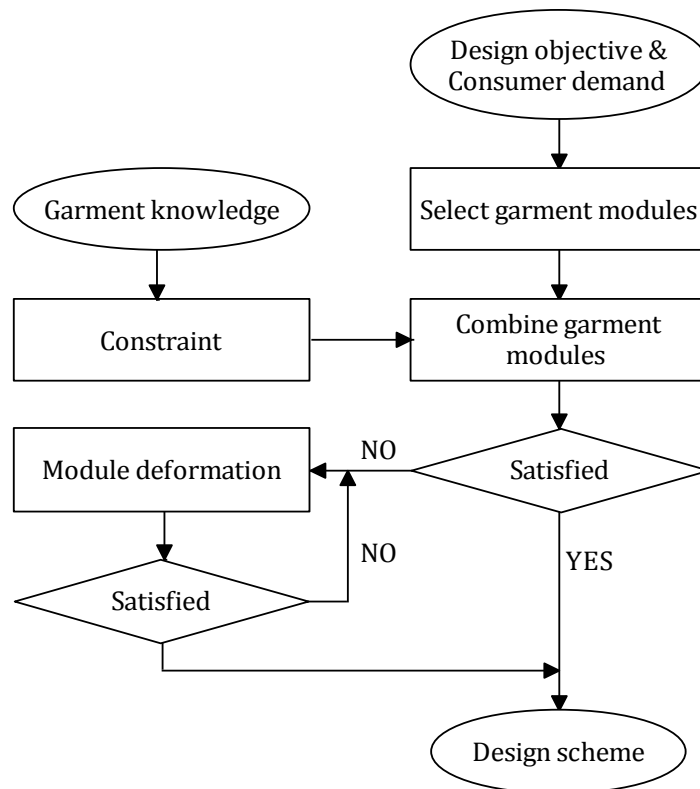 Design objective &
Consumer demand
Garment knowledge
Select garment modules
Constraint
Combine garment
modules
Module deformation
NO
Satisfied
NO
YES
Satisfied
Design scheme